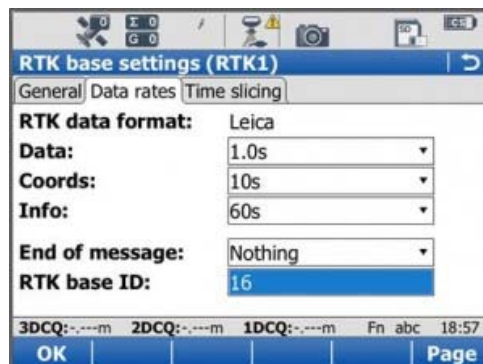 0 Σ 0
G 0
SD
RTK base settings (RTK1)
General Data rates Time slicing
RTK data format: Leica
Data: 1.0s
Coords: 10s
Info: 60s
End of message: Nothing
RTK base ID: 16
3DCQ:-.---m 2DCQ:-.---m 1DCQ:-.---m Fn abc 18:57
OK Page